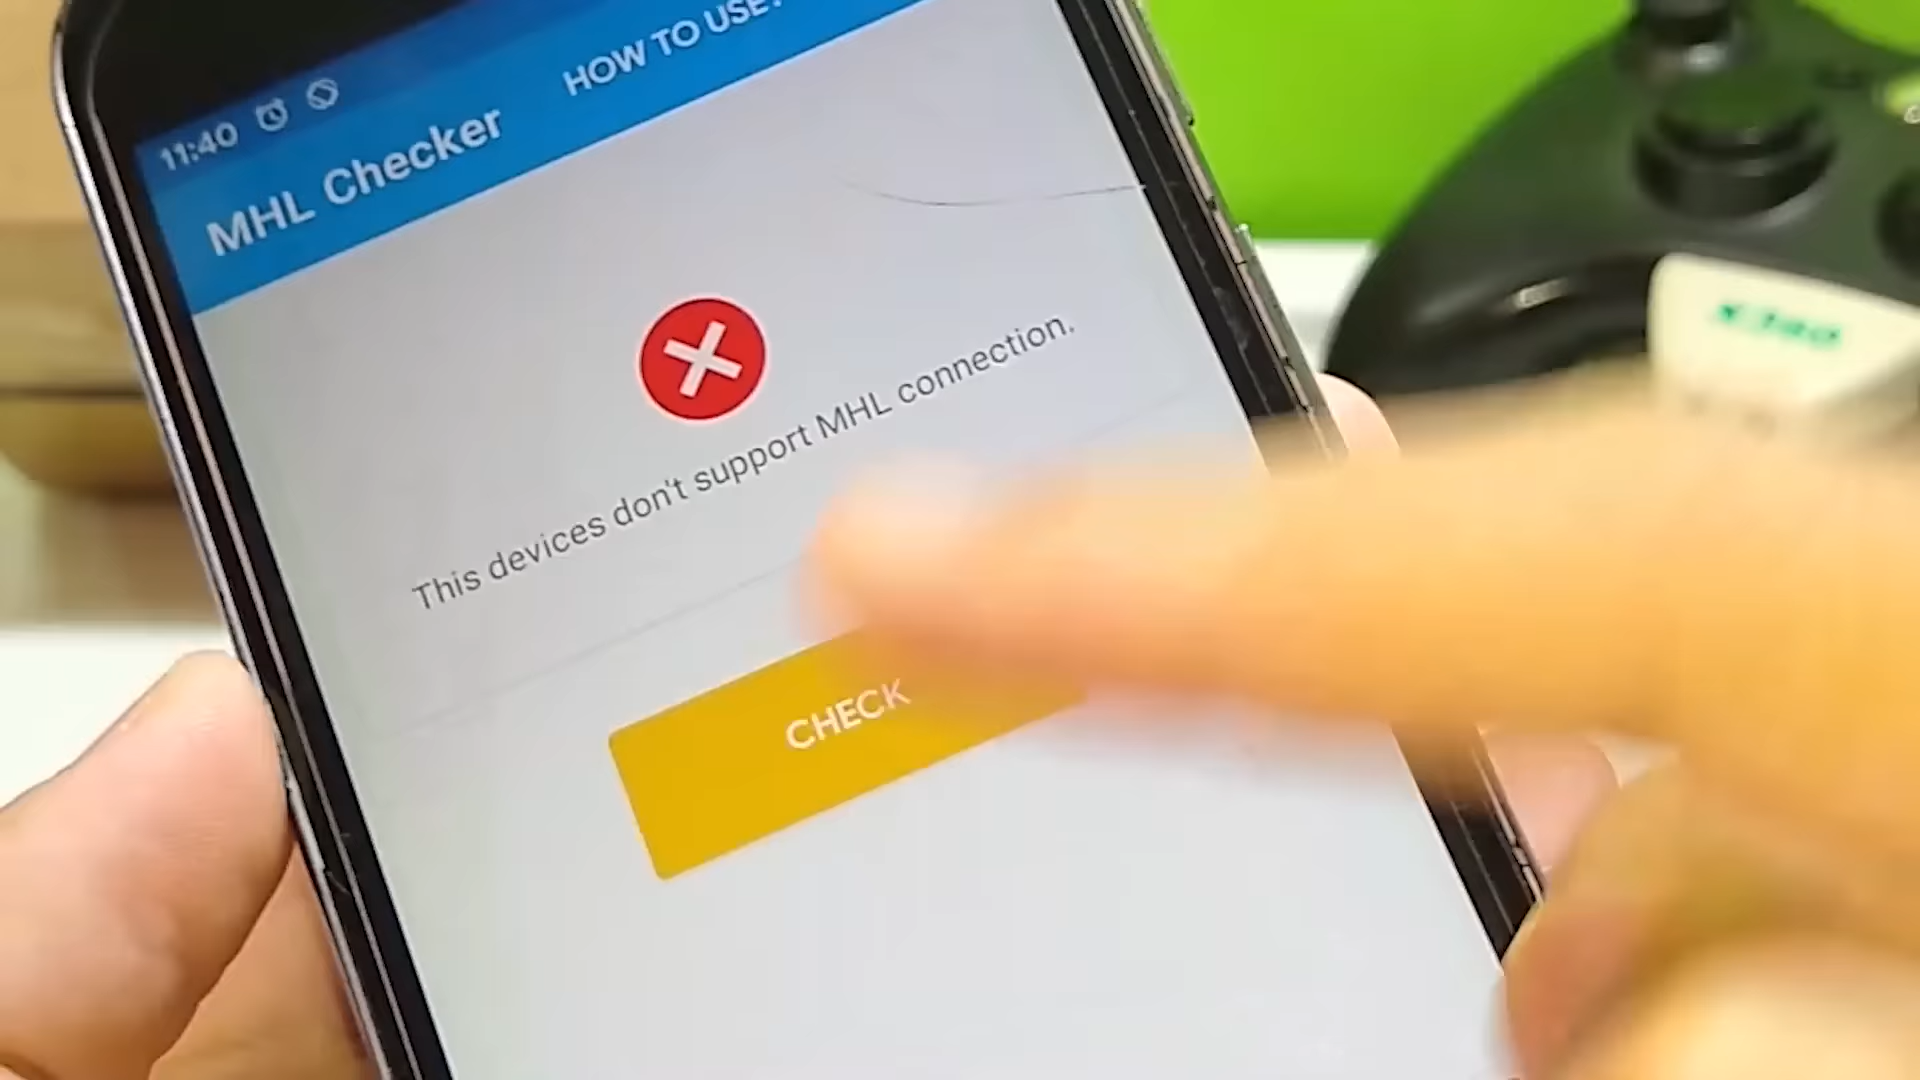 11:40
MHL Checker
HOW TO USE?
This devices don't support MHL connection.
CHECK